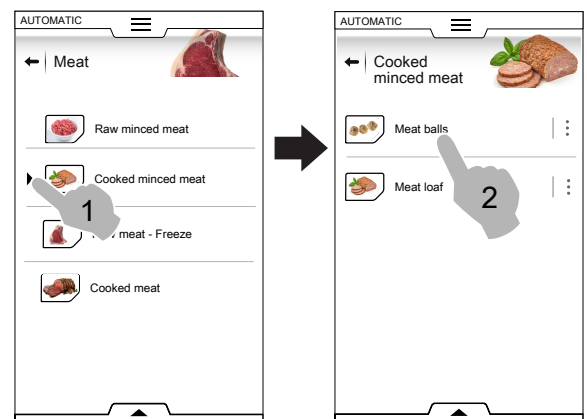 AUTOMATIC
Meat
Raw minced meat
Cooked minced meat
1
meat - Freeze
Cooked meat
AUTOMATIC
Cooked
minced meat
Meat balls
Meat loaf
2